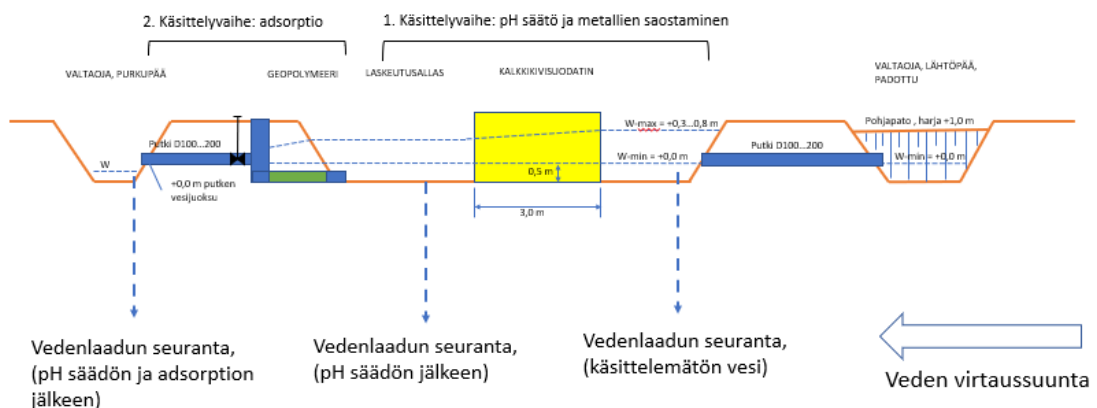 2. Käsittelyvaihe: adsorptio
1. Käsittelyvaihe: pH säätö ja metallien saostaminen
VALTAOJA, PURKUPÄÄ
GEOPOLYMEERI
LASKEUTUSALLAS
KALKKIKIVISUODATIN
VALTAOJA, LÄHTÖPÄÄ,
PADOTTU
W-max = +0,3...0,8 m
Pohjapato , harja +1,0 m
Putki D100...200
Putki D100...200
W
W-min = +0,0 m
W-min = +0,0 m
+0,0 m putken
vesijuoksu
0,5 m
3,0 m
Vedenlaadun seuranta,
(pH säädön ja adsorption
jälkeen)
Vedenlaadun seuranta,
(pH säädön jälkeen)
Vedenlaadun seuranta,
(käsittelemätön vesi)
Veden virtaussuunta